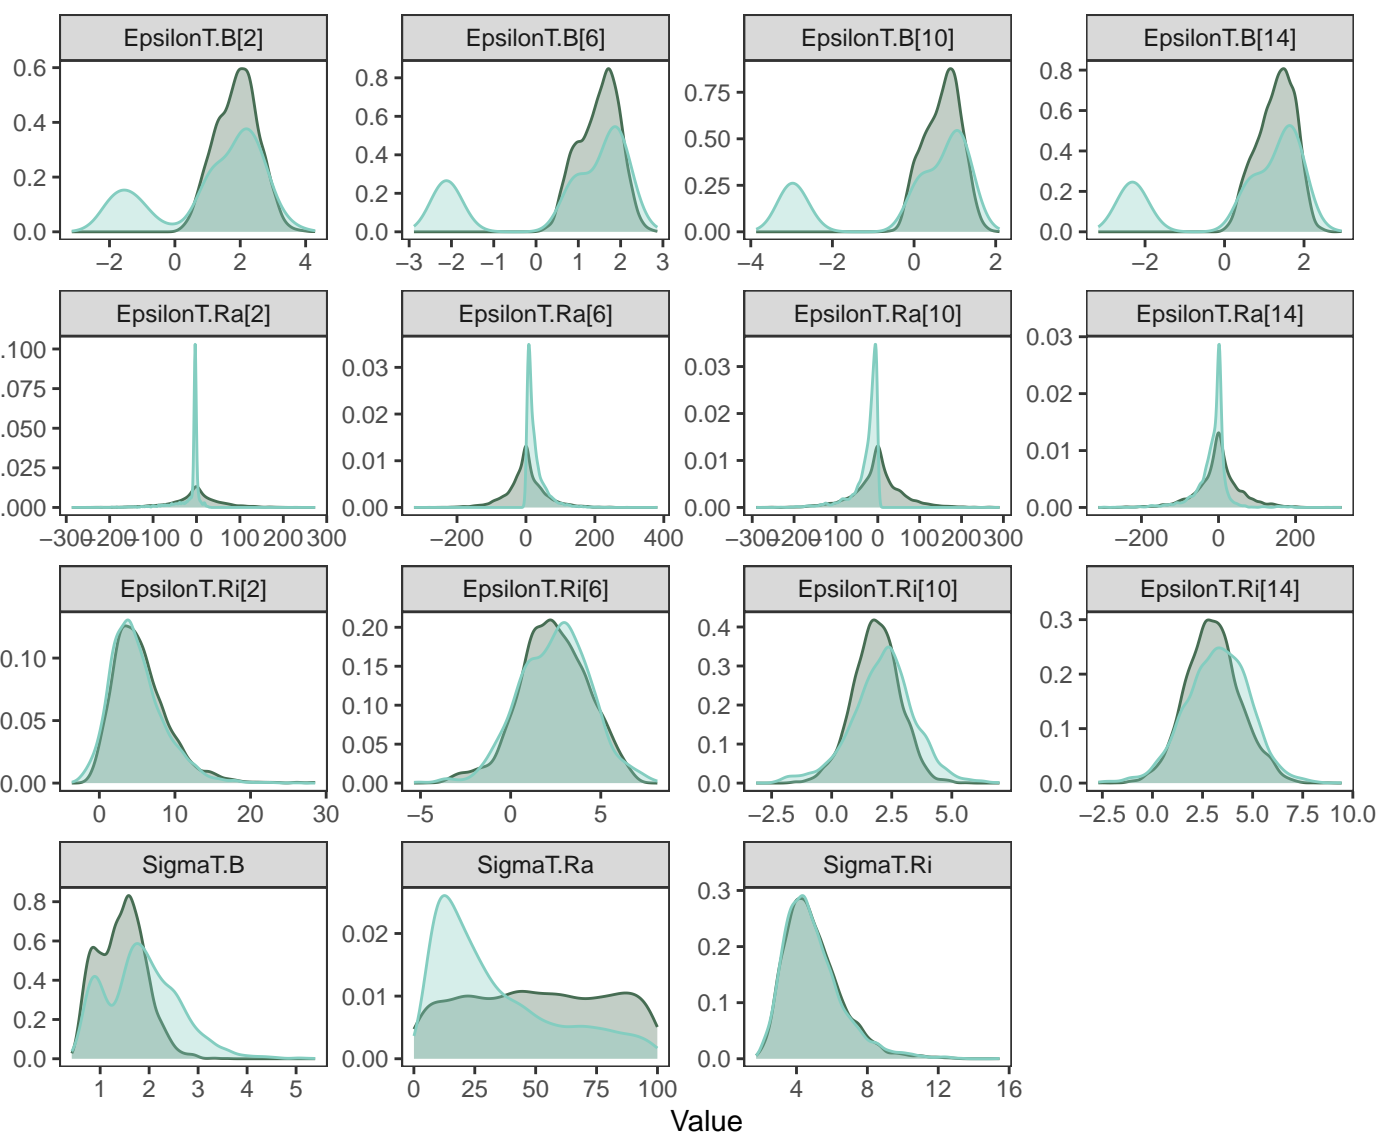 EpsilonT.B[2] EpsilonT.B[6] EpsilonT.B[10] EpsilonT.B[14]
0.6 0.4 0.2 0.0
−2 0 2 4
0.8 0.6 0.4 0.2 0.0
−3 −2 −1 0 1 2 3
0.75 0.50 0.25 0.00
−4 −2 0 2
0.8 0.6 0.4 0.2 0.0
−2 0 2
EpsilonT.Ra[2] EpsilonT.Ra[6] EpsilonT.Ra[10] EpsilonT.Ra[14]
.100 .075 .050 .025 .000
−300 −200 −100 0 100 200 300
0.03 0.02 0.01 0.00
−200 0 200 400
0.03 0.02 0.01 0.00
−300 −200 −100 0 100 200 300
0.03 0.02 0.01 0.00
−200 0 200
EpsilonT.Ri[2] EpsilonT.Ri[6] EpsilonT.Ri[10] EpsilonT.Ri[14]
0.10 0.05 0.00
0 10 20 30
0.20 0.15 0.10 0.05 0.00
−5 0 5
0.4 0.3 0.2 0.1 0.0
−2.5 0.0 2.5 5.0
0.3 0.2 0.1 0.0
−2.5 0.0 2.5 5.0 7.5 10.0
SigmaT.B SigmaT.Ra SigmaT.Ri
0.8 0.6 0.4 0.2 0.0
1 2 3 4 5
0.02 0.01 0.00
0 25 50 75 100
0.3 0.2 0.1 0.0
4 8 12 16
Value